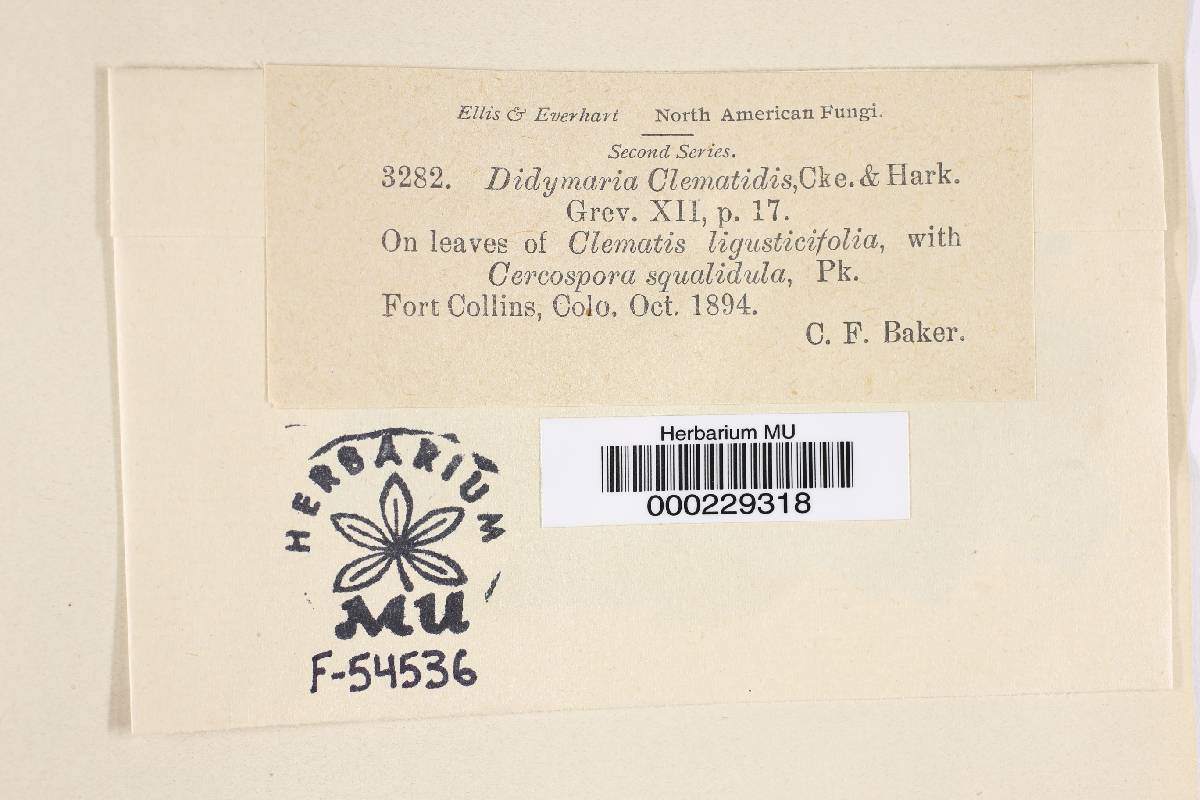 Ellis & Everhart North American Fungi.
Second Series.
3282. Didymaria Clematidis, Cke. & Hark.
Grev. XII, p. 17.
On leaves of Clematis ligusticifolia, with
Cercospora squalidula, Pk.
Fort Collins, Colo. Oct. 1894.
C. F. Baker.
Herbarium MU
000229318
HERBARIUM
MU
F-54536